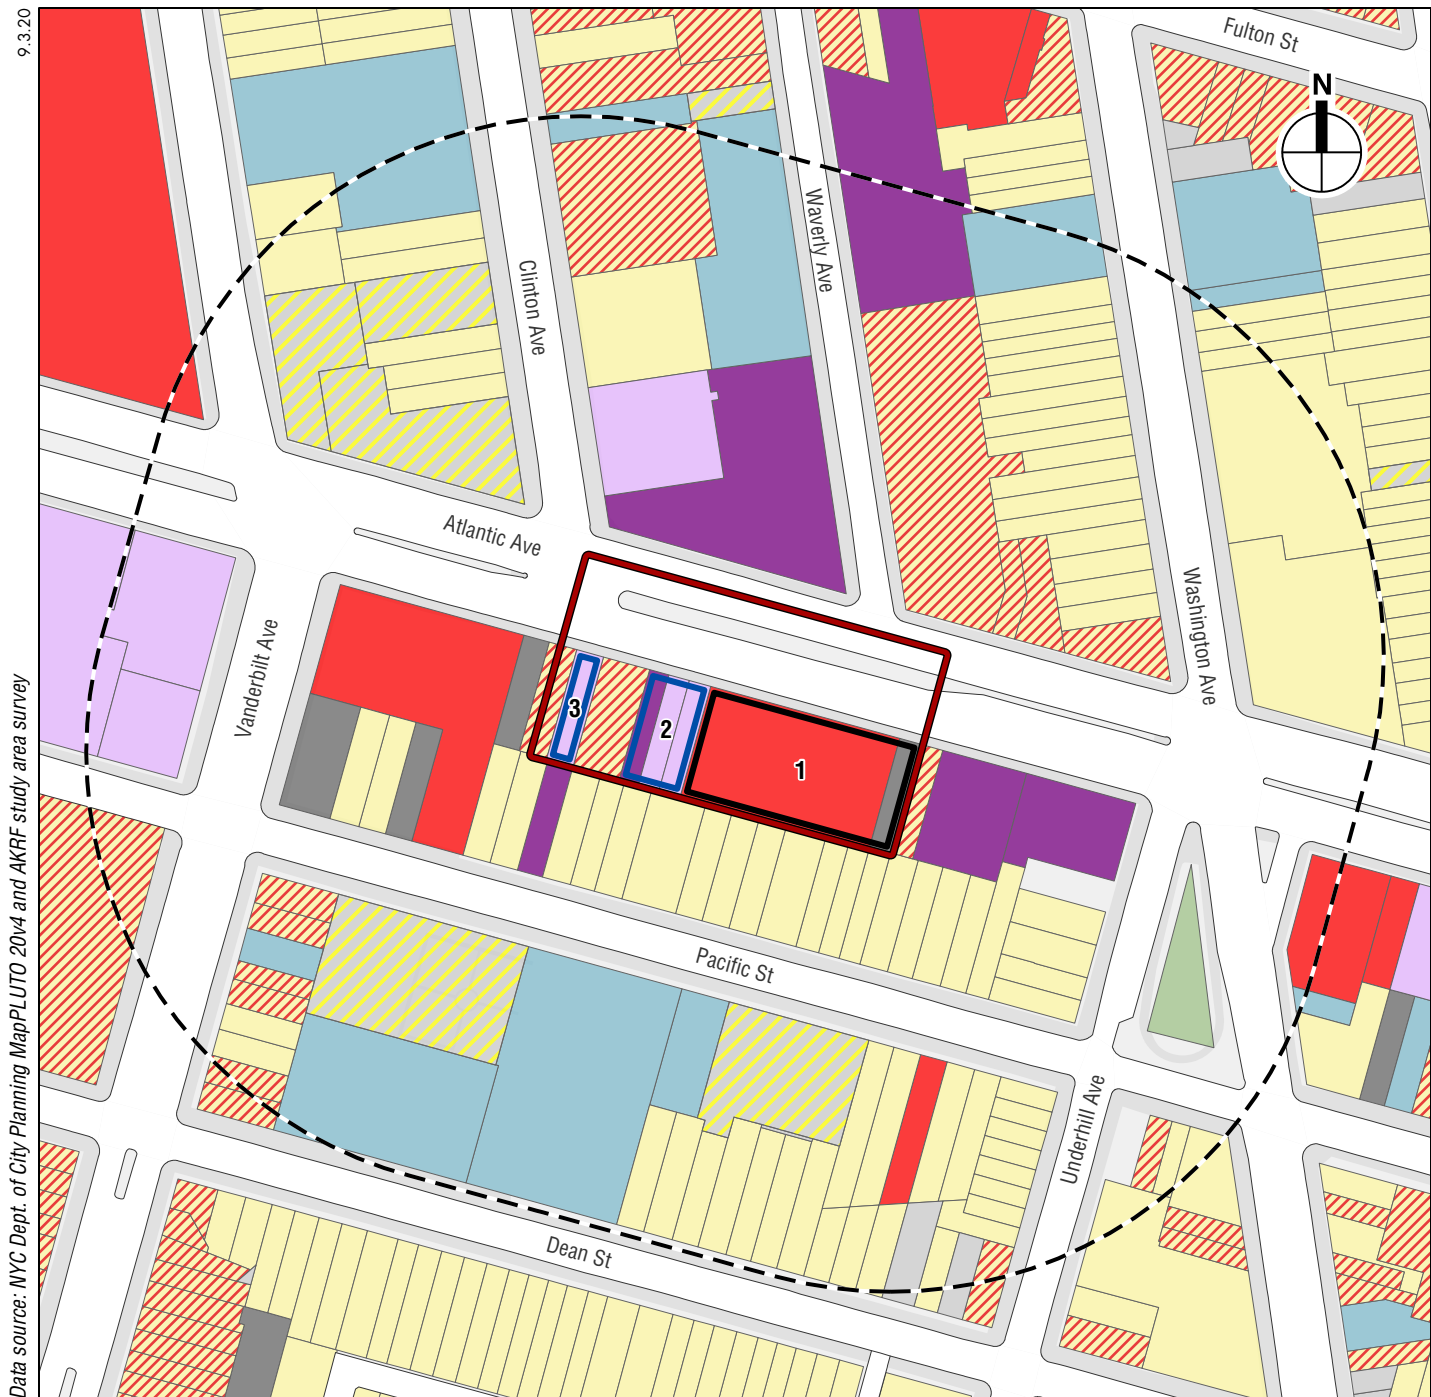 9.3.20
Fulton St
N
Waverly Ave
Clinton Ave
Atlantic Ave
Washington Ave
Vanderbilt Ave
3
2
1
Pacific St
Underhill Ave
Dean St
Data source: NYC Dept. of City Planning MapPLUTO 20v4 and AKRF study area survey